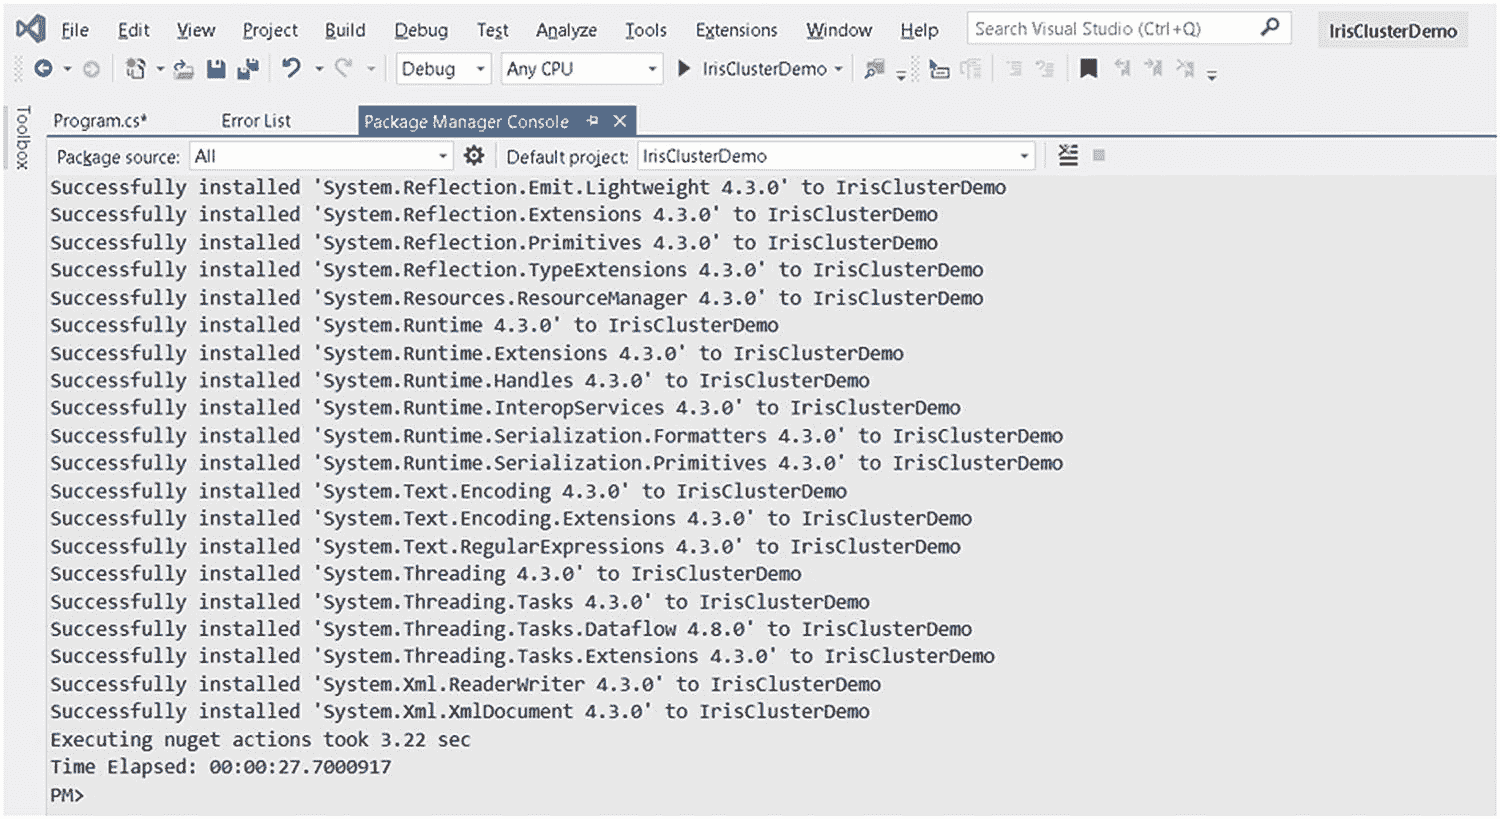 File Edit View Project Build Debug Test Analyze Tools Extensions Window Help Search Visual Studio (Ctrl+Q) IrisClusterDemo
Debug Any CPU IrisClusterDemo
Toolbox
Program.cs* Error List Package Manager Console
Package source: All Default project: IrisClusterDemo
Successfully installed 'System.Reflection.Emit.Lightweight 4.3.0' to IrisClusterDemo
Successfully installed 'System.Reflection.Extensions 4.3.0' to IrisClusterDemo
Successfully installed 'System.Reflection.Primitives 4.3.0' to IrisClusterDemo
Successfully installed 'System.Reflection.TypeExtensions 4.3.0' to IrisClusterDemo
Successfully installed 'System.Resources.ResourceManager 4.3.0' to IrisClusterDemo
Successfully installed 'System.Runtime 4.3.0' to IrisClusterDemo
Successfully installed 'System.Runtime.Extensions 4.3.0' to IrisClusterDemo
Successfully installed 'System.Runtime.Handles 4.3.0' to IrisClusterDemo
Successfully installed 'System.Runtime.InteropServices 4.3.0' to IrisClusterDemo
Successfully installed 'System.Runtime.Serialization.Formatters 4.3.0' to IrisClusterDemo
Successfully installed 'System.Runtime.Serialization.Primitives 4.3.0' to IrisClusterDemo
Successfully installed 'System.Text.Encoding 4.3.0' to IrisClusterDemo
Successfully installed 'System.Text.Encoding.Extensions 4.3.0' to IrisClusterDemo
Successfully installed 'System.Text.RegularExpressions 4.3.0' to IrisClusterDemo
Successfully installed 'System.Threading 4.3.0' to IrisClusterDemo
Successfully installed 'System.Threading.Tasks 4.3.0' to IrisClusterDemo
Successfully installed 'System.Threading.Tasks.Dataflow 4.8.0' to IrisClusterDemo
Successfully installed 'System.Threading.Tasks.Extensions 4.3.0' to IrisClusterDemo
Successfully installed 'System.Xml.ReaderWriter 4.3.0' to IrisClusterDemo
Successfully installed 'System.Xml.XmlDocument 4.3.0' to IrisClusterDemo
Executing nuget actions took 3.22 sec
Time Elapsed: 00:00:27.7000917
PM>